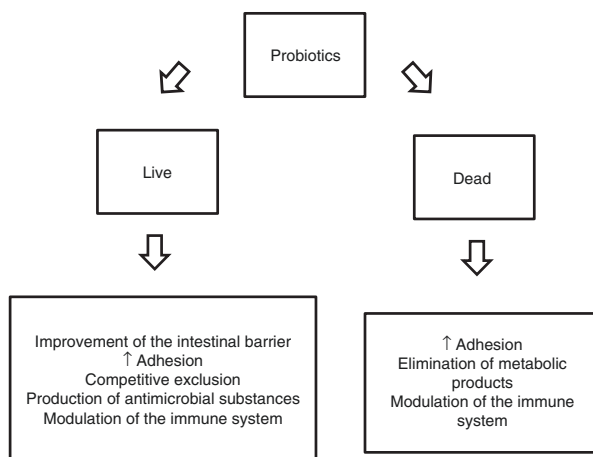 Probiotics
Live
Dead
Improvement of the intestinal barrier
↑ Adhesion
Competitive exclusion
Production of antimicrobial substances
Modulation of the immune system
↑ Adhesion
Elimination of metabolic
products
Modulation of the immune
system